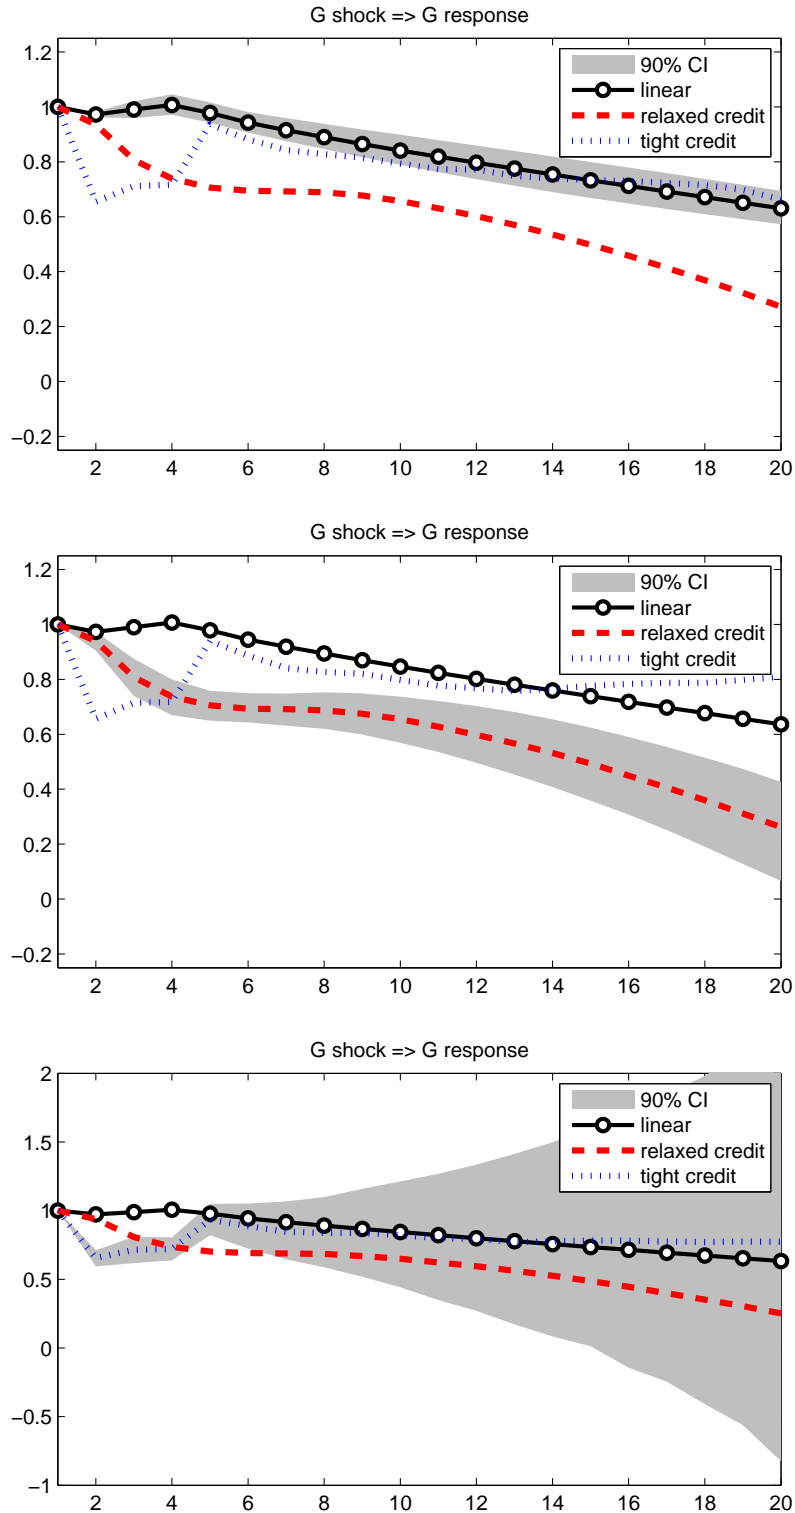 G shock => G response
1.2
1
0.8
0.6
0.4
0.2
0
−0.2
2 4 6 8 10 12 14 16 18 20
90% CI
linear
relaxed credit
tight credit
G shock => G response
1.2
1
0.8
0.6
0.4
0.2
0
−0.2
2 4 6 8 10 12 14 16 18 20
90% CI
linear
relaxed credit
tight credit
G shock => G response
2
1.5
1
0.5
0
−0.5
−1
2 4 6 8 10 12 14 16 18 20
90% CI
linear
relaxed credit
tight credit